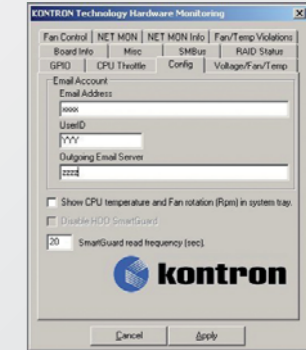 KONTRON Technology Hardware Monitoring
Fan Control NET MON NET MON Info Fan/Temp Violations
Board Info Misc SMBus RAID Status
GPIO CPU Throttle Config Voltage/Fan/Temp
Email Account
Email Address
xxxx
UserID
YYYY
Outgoing Email Server
zzzz
Show CPU temperature and Fan rotation (Rpm) in system tray.
Disable HDD SmartGuard
20 SmartGuard read frequency (sec).
kontron
Cancel Apply